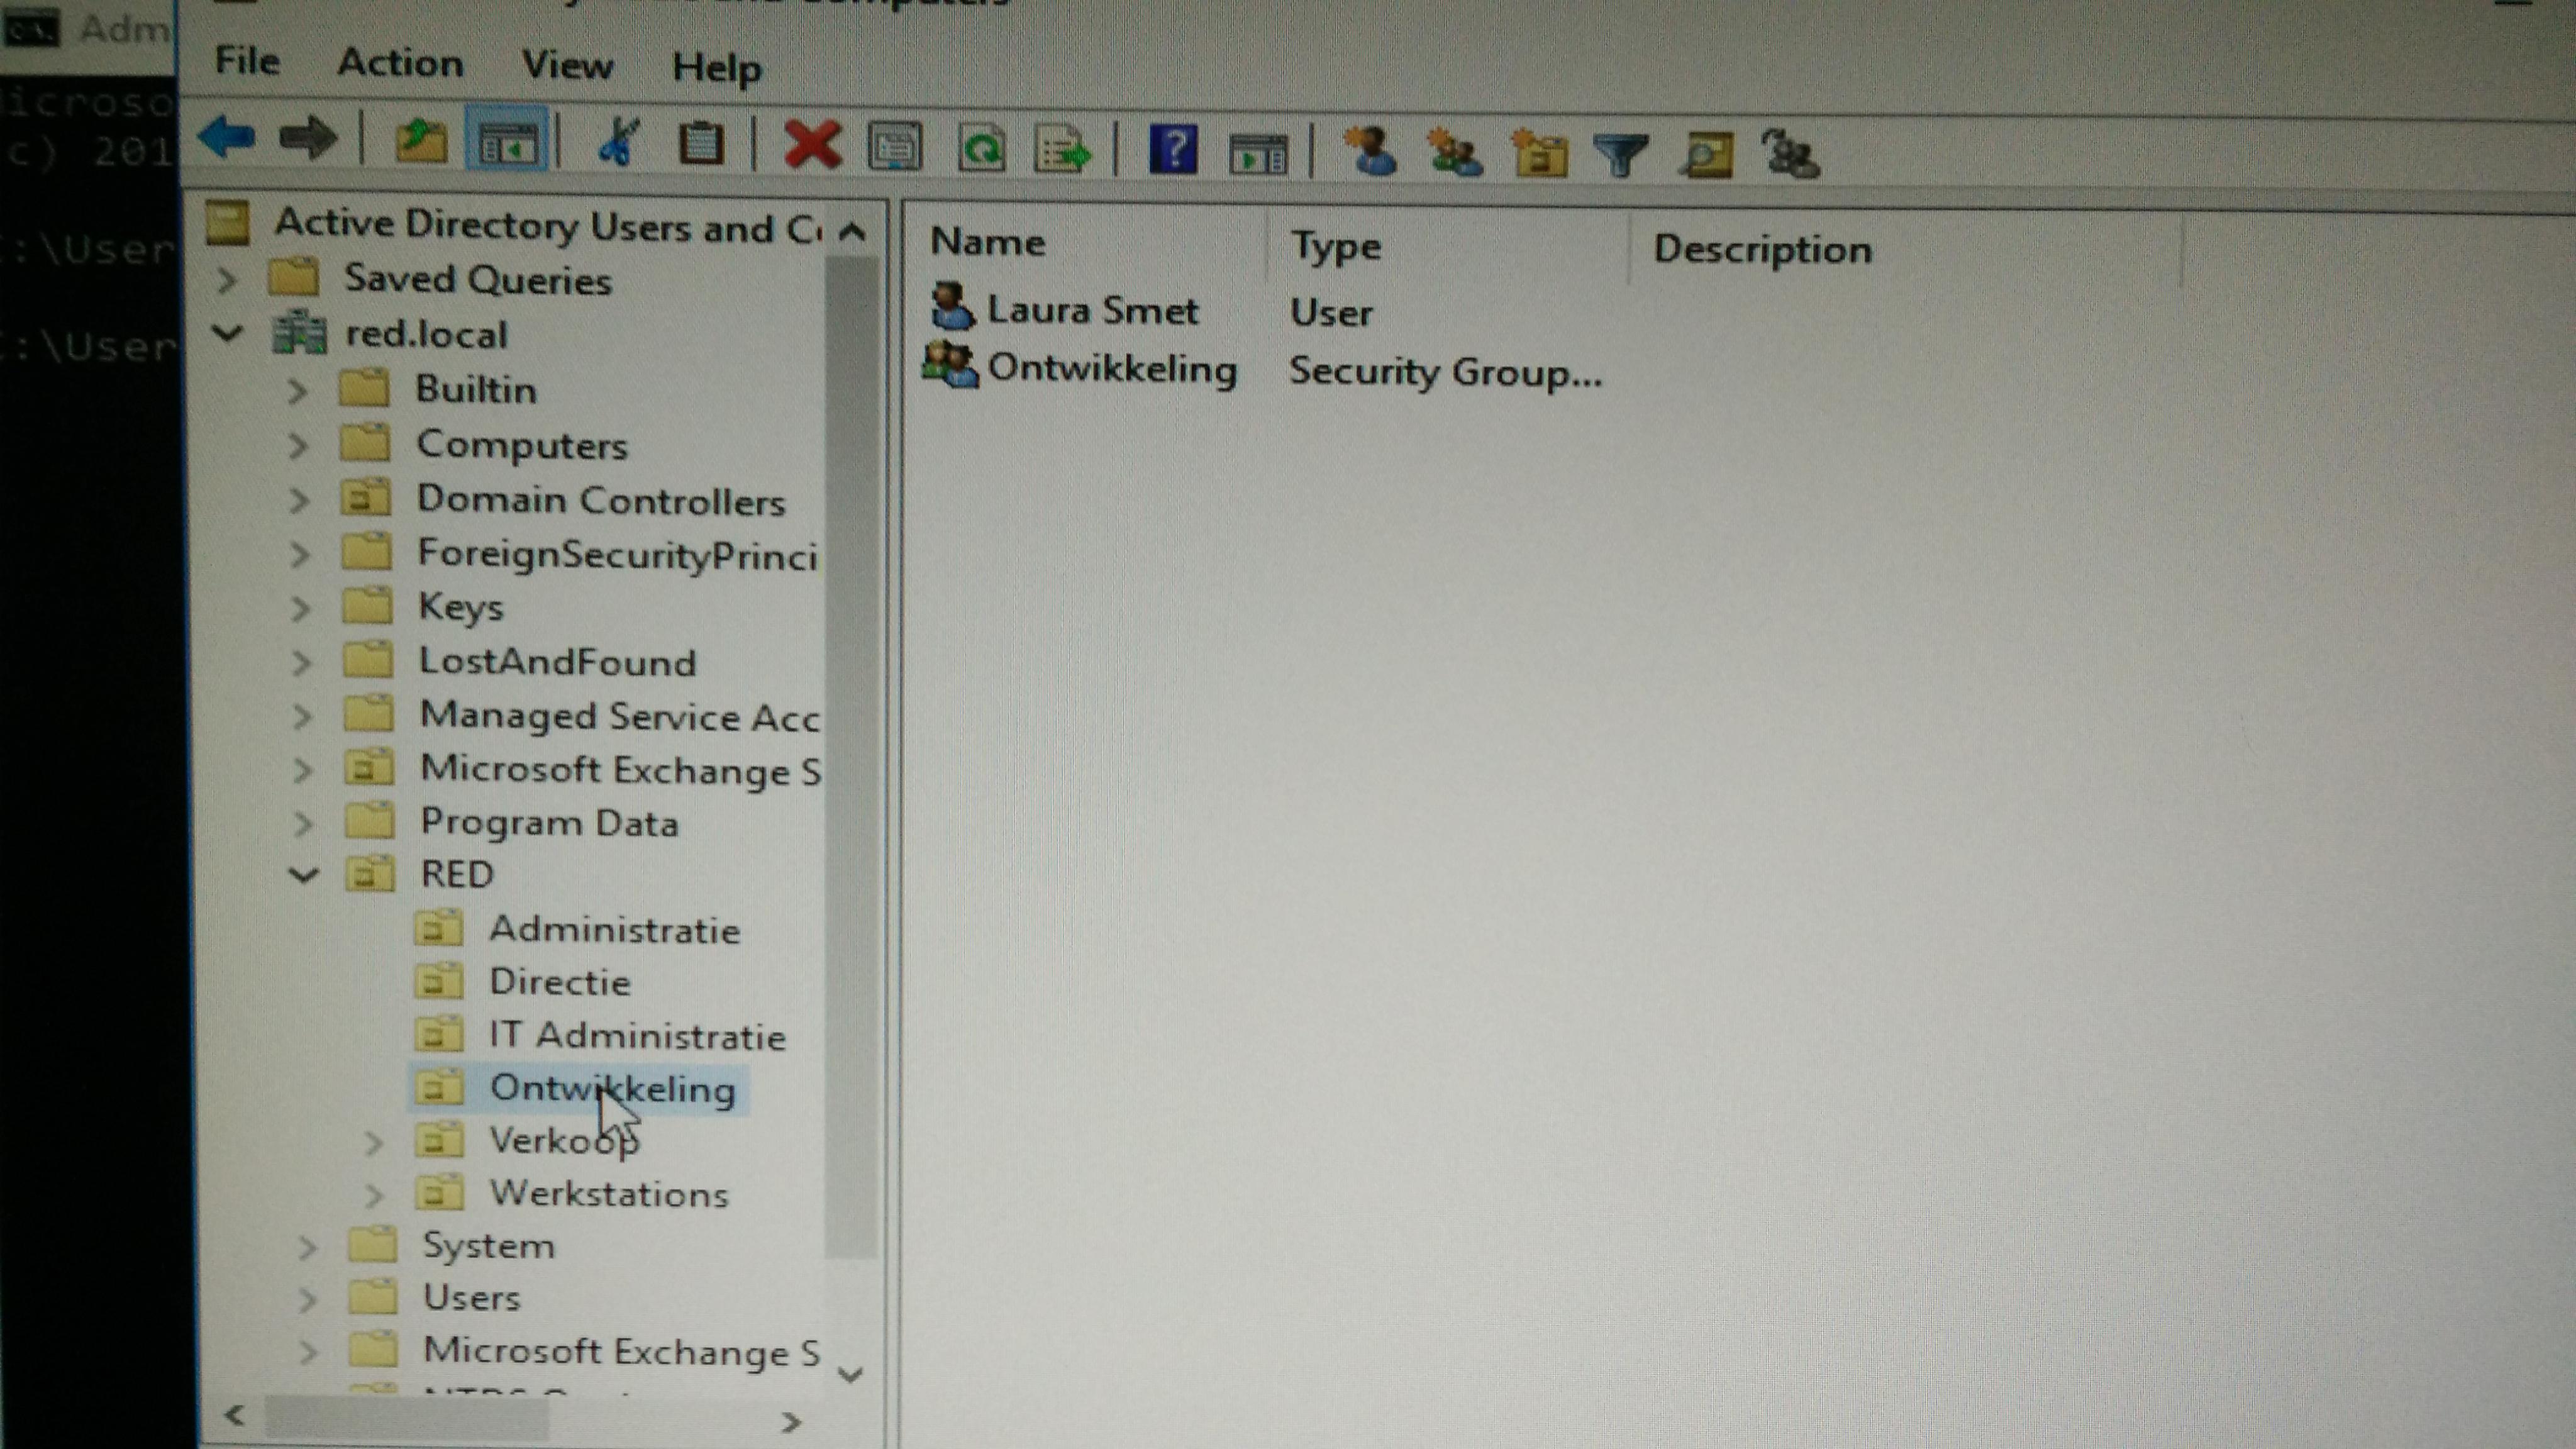 Adm
File Action View Help
icroso
c) 201
:\User
:\User
Active Directory Users and C
Saved Queries
red.local
Builtin
Computers
Domain Controllers
ForeignSecurityPrinci
Keys
LostAndFound
Managed Service Acc
Microsoft Exchange S
Program Data
RED
Administratie
Directie
IT Administratie
Ontwikkeling
Verkoop
Werkstations
System
Users
Microsoft Exchange S
Name Type Description
Laura Smet User
Ontwikkeling Security Group...